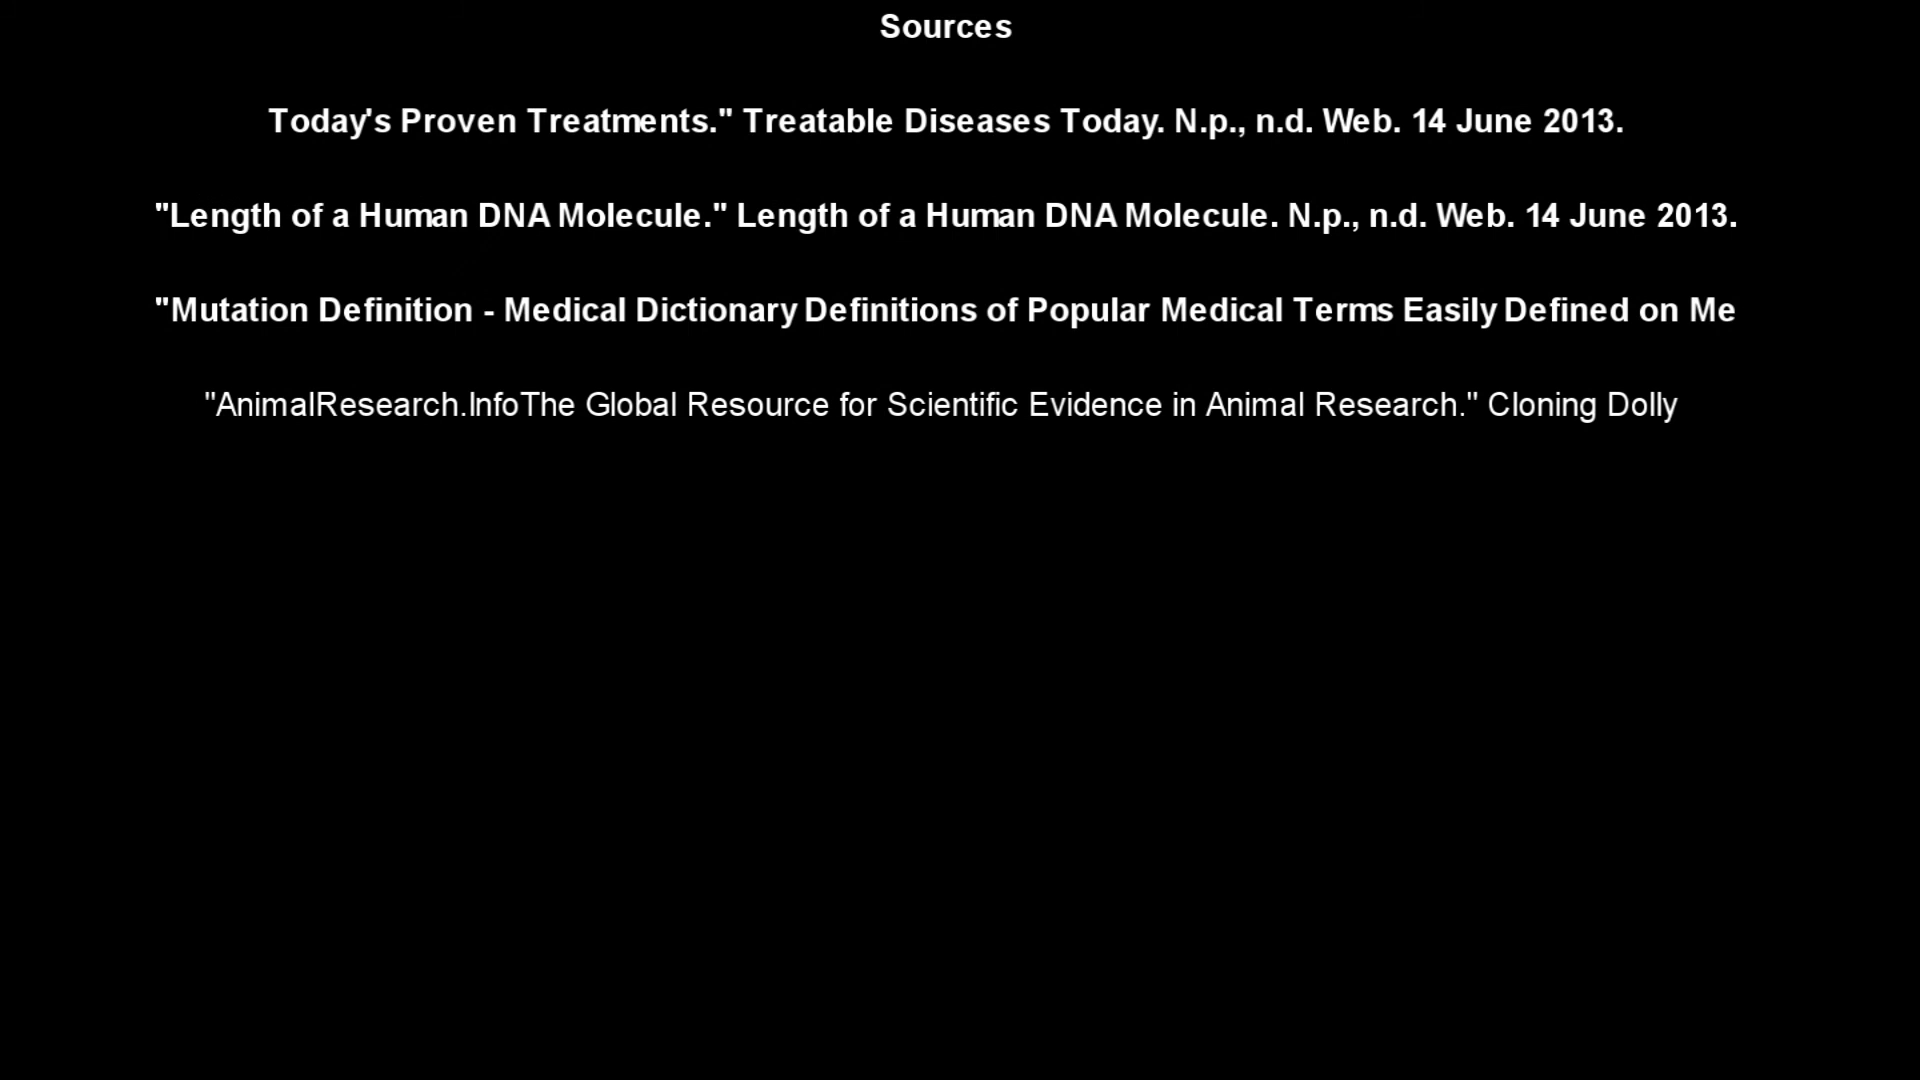 Sources
Today's Proven Treatments." Treatable Diseases Today. N.p., n.d. Web. 14 June 2013.
"Length of a Human DNA Molecule." Length of a Human DNA Molecule. N.p., n.d. Web. 14 June 2013.
"Mutation Definition - Medical Dictionary Definitions of Popular Medical Terms Easily Defined on Me
"AnimalResearch.InfoThe Global Resource for Scientific Evidence in Animal Research." Cloning Dolly